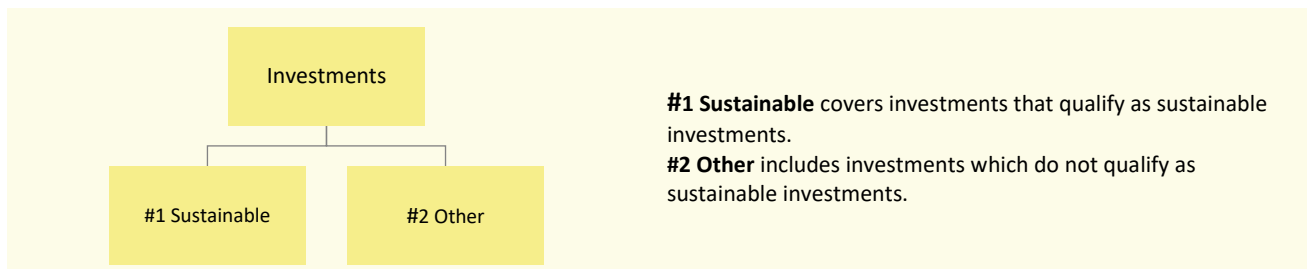 Investments
#1 Sustainable
#2 Other
#1 Sustainable covers investments that qualify as sustainable
investments.
#2 Other includes investments which do not qualify as
sustainable investments.